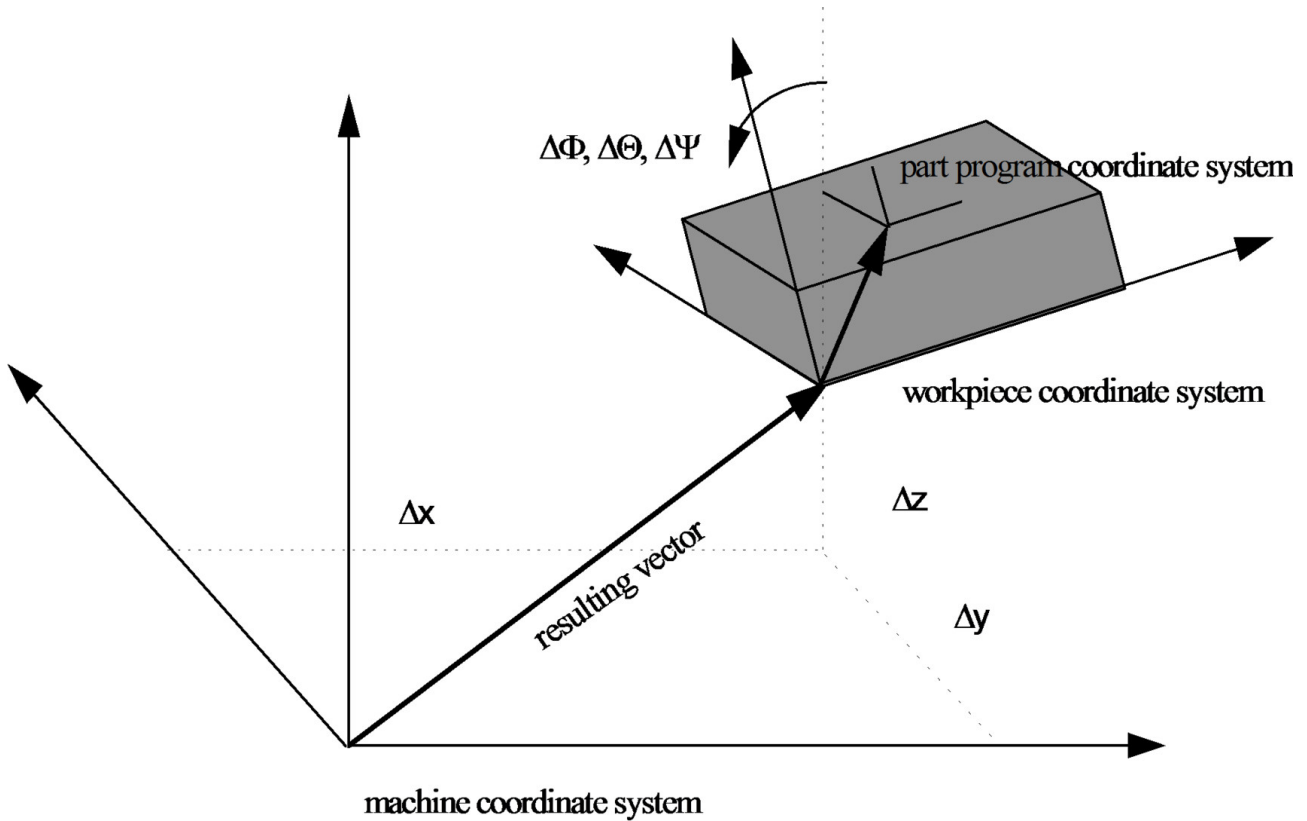 ΔΦ, ΔΘ, ΔΨ
part program coordinate system
workpiece coordinate system
Δx
Δz
resulting vector
Δy
machine coordinate system